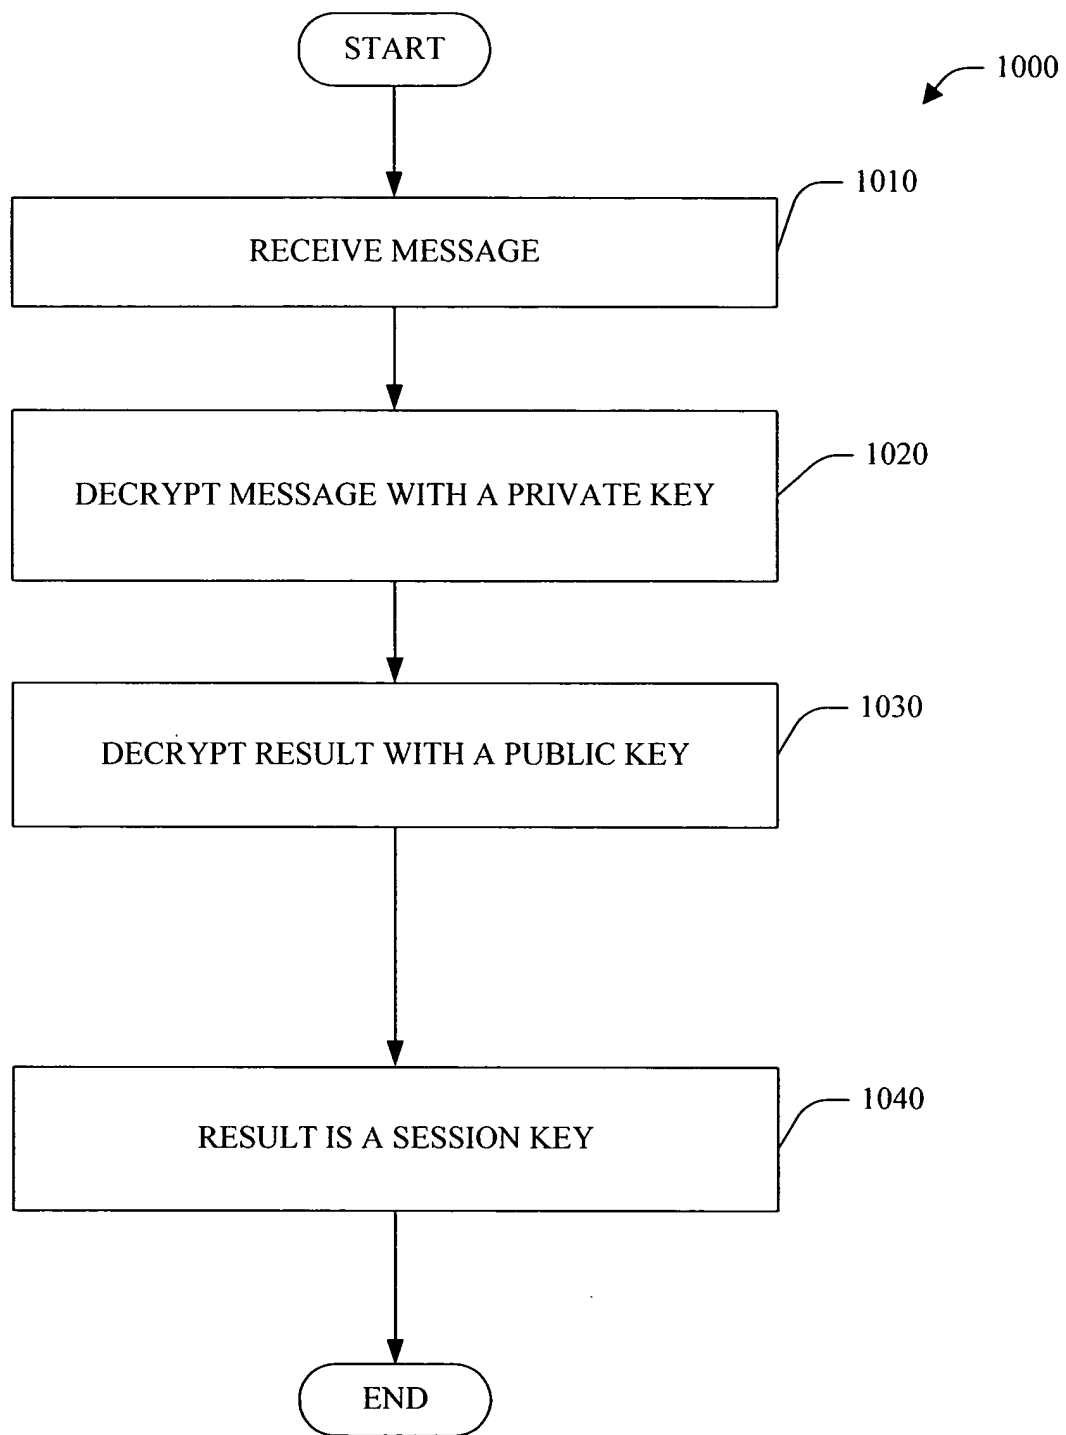 START
1000
1010
RECEIVE MESSAGE
1020
DECRYPT MESSAGE WITH A PRIVATE KEY
1030
DECRYPT RESULT WITH A PUBLIC KEY
1040
RESULT IS A SESSION KEY
END